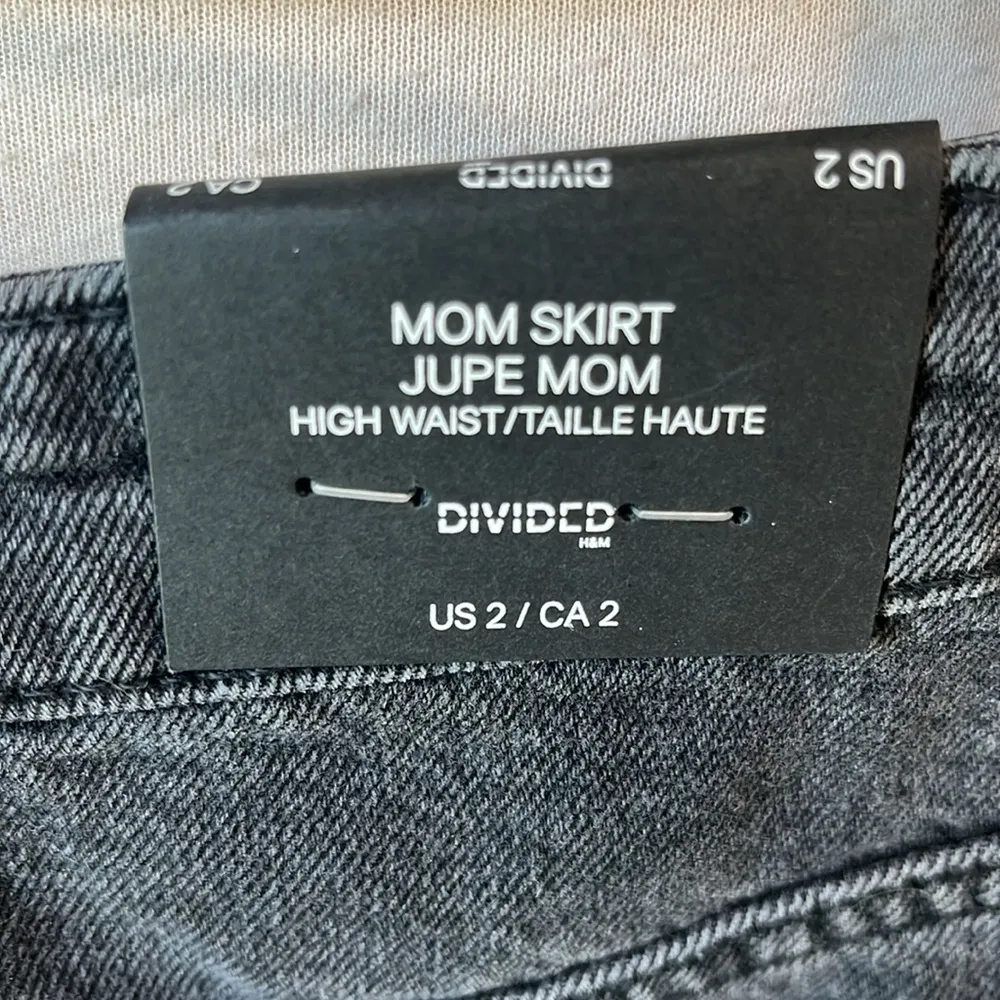 CA 2 DIVIDED US 2
MOM SKIRT
JUPE MOM
HIGH WAIST/TAILLE HAUTE
DIVIDED
H&M
US 2 / CA 2